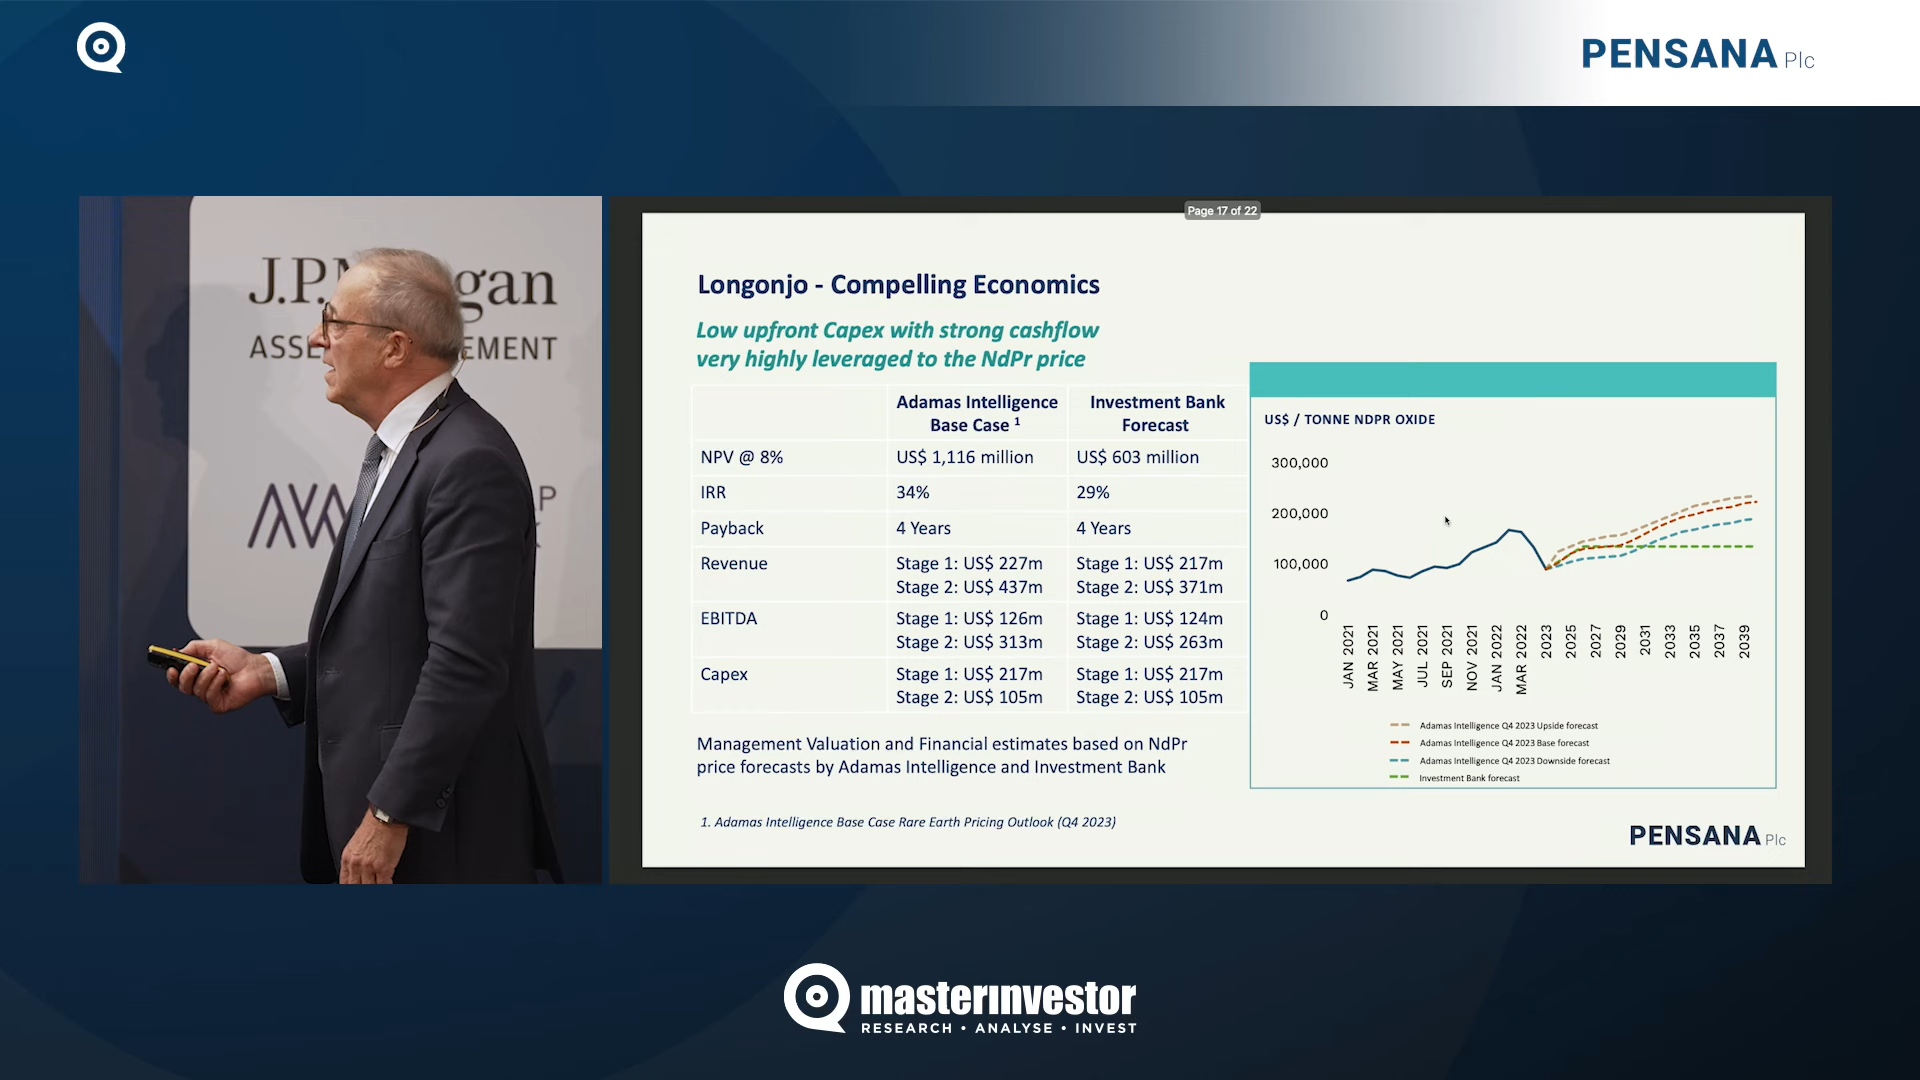 PENSANA Plc
J.P. gan
ASSE EMENT
P
Page 17 of 22
Longonjo - Compelling Economics
Low upfront Capex with strong cashflow
very highly leveraged to the NdPr price
Adamas Intelligence Base Case 1
Investment Bank Forecast
NPV @ 8% US$ 1,116 million US$ 603 million
IRR 34% 29%
Payback 4 Years 4 Years
Revenue Stage 1: US$ 227m Stage 1: US$ 217m
Stage 2: US$ 437m Stage 2: US$ 371m
EBITDA Stage 1: US$ 126m Stage 1: US$ 124m
Stage 2: US$ 313m Stage 2: US$ 263m
Capex Stage 1: US$ 217m Stage 1: US$ 217m
Stage 2: US$ 105m Stage 2: US$ 105m
Management Valuation and Financial estimates based on NdPr
price forecasts by Adamas Intelligence and Investment Bank
1. Adamas Intelligence Base Case Rare Earth Pricing Outlook (Q4 2023)
US$ / TONNE NDPR OXIDE
300,000
200,000
100,000
0
JAN 2021
MAR 2021
MAY 2021
JUL 2021
SEP 2021
NOV 2021
JAN 2022
MAR 2022
2023
2025
2027
2029
2031
2033
2035
2037
2039
Adamas Intelligence Q4 2023 Upside forecast
Adamas Intelligence Q4 2023 Base forecast
Adamas Intelligence Q4 2023 Downside forecast
Investment Bank forecast
PENSANA Plc
masterinvestor
RESEARCH • ANALYSE • INVEST